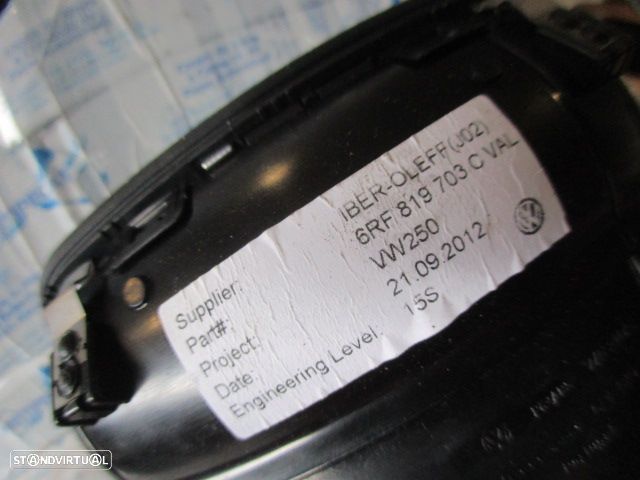 Supplier: IBER-OLEFF(J02)
Part#: 6RF 819 703 C VAL
Project: VW250
Date: 21.09.2012
Engineering Level: 15S
STANDVIRTUAL